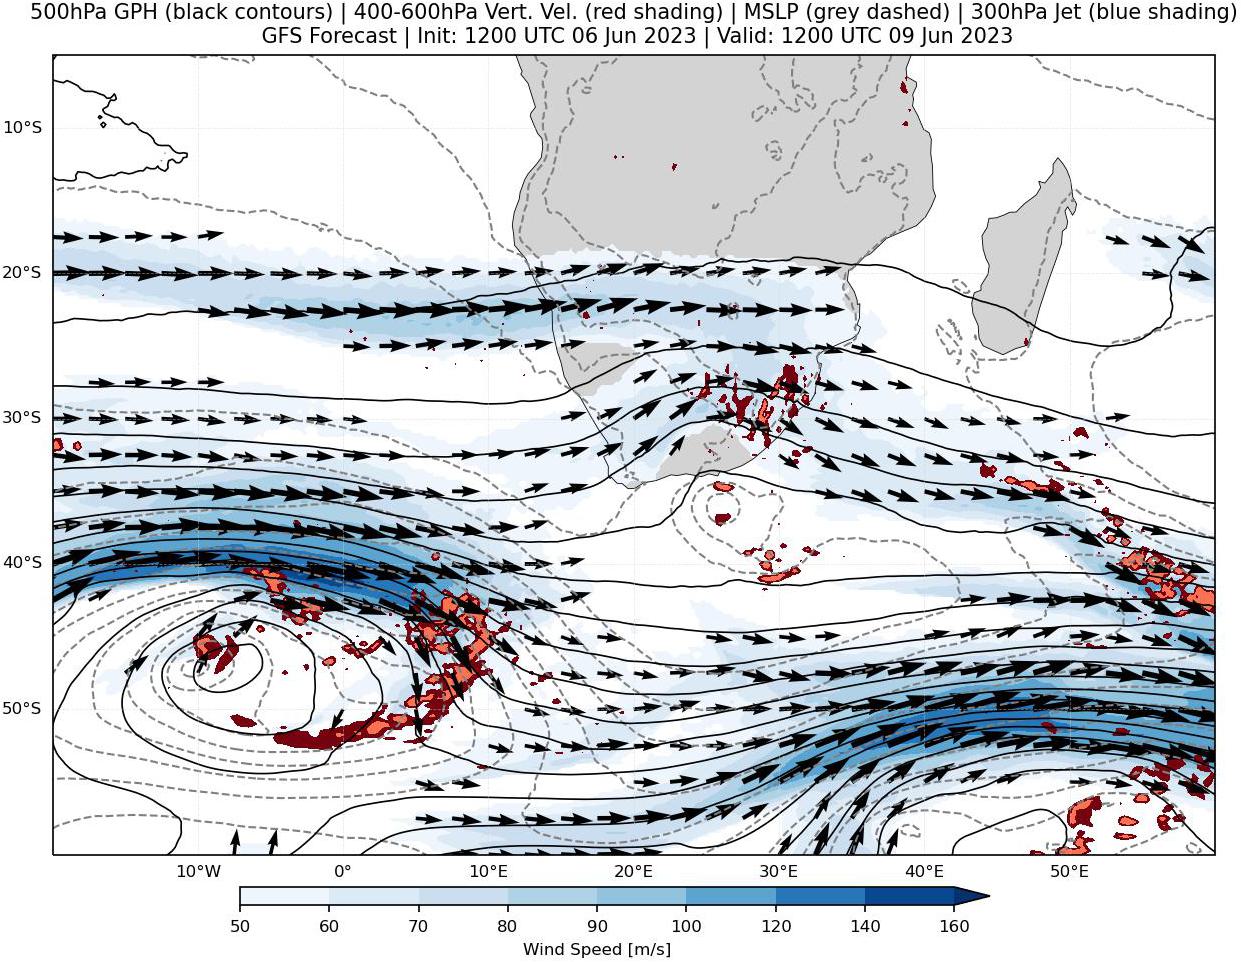 500hPa GPH (black contours) | 400-600hPa Vert. Vel. (red shading) | MSLP (grey dashed) | 300hPa Jet (blue shading)
GFS Forecast | Init: 1200 UTC 06 Jun 2023 | Valid: 1200 UTC 09 Jun 2023
10°S
20°S
30°S
40°S
50°S
10°W 0° 10°E 20°E 30°E 40°E 50°E
50 60 70 80 90 100 120 140 160
Wind Speed [m/s]